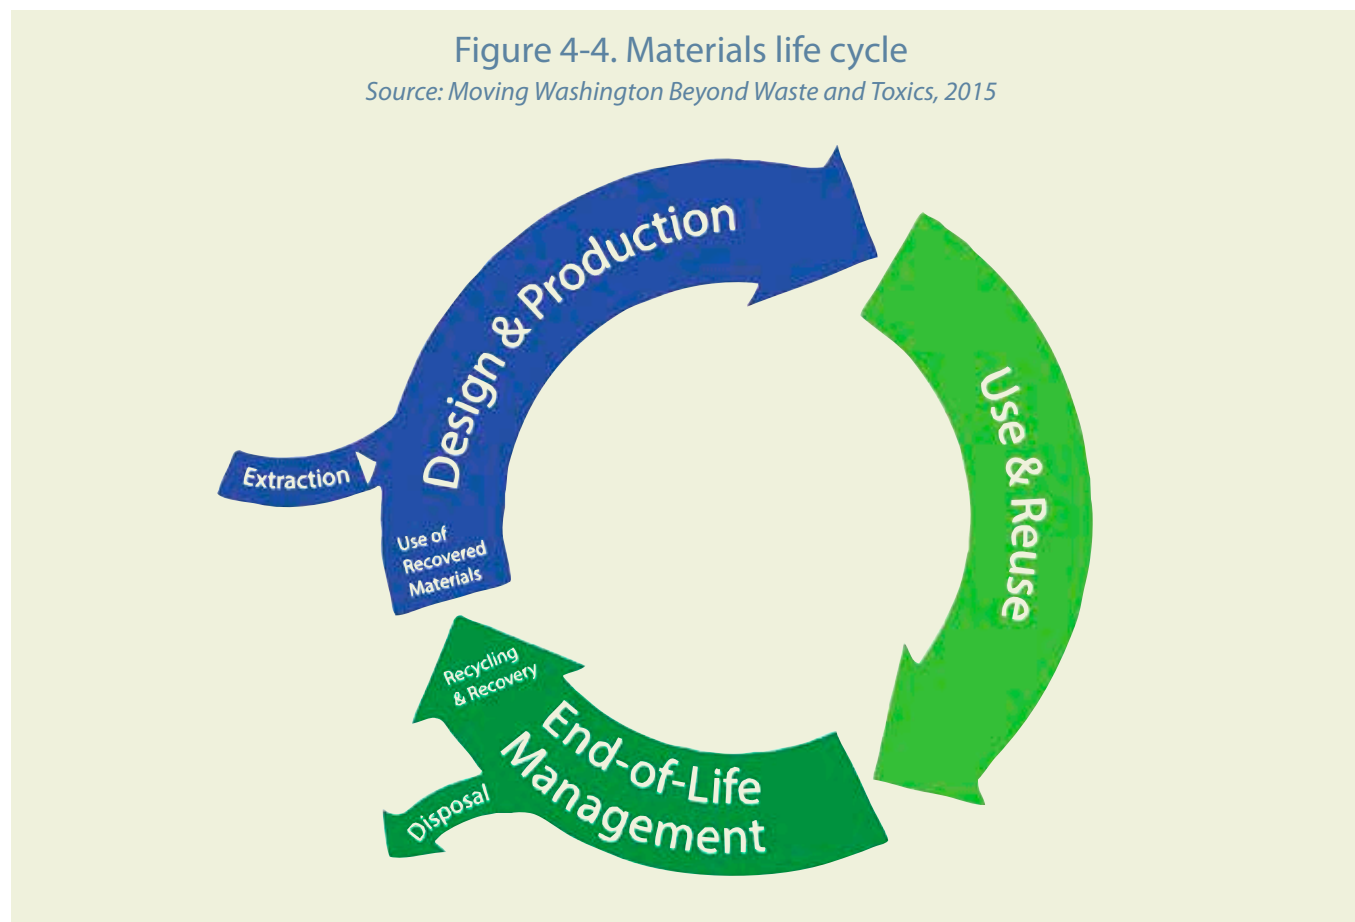 Figure 4-4. Materials life cycle
Source: Moving Washington Beyond Waste and Toxics, 2015
Design & Production
Extraction
Use of
Recovered
Materials
Use & Reuse
Recycling
& Recovery
End-of-Life
Management
Disposal